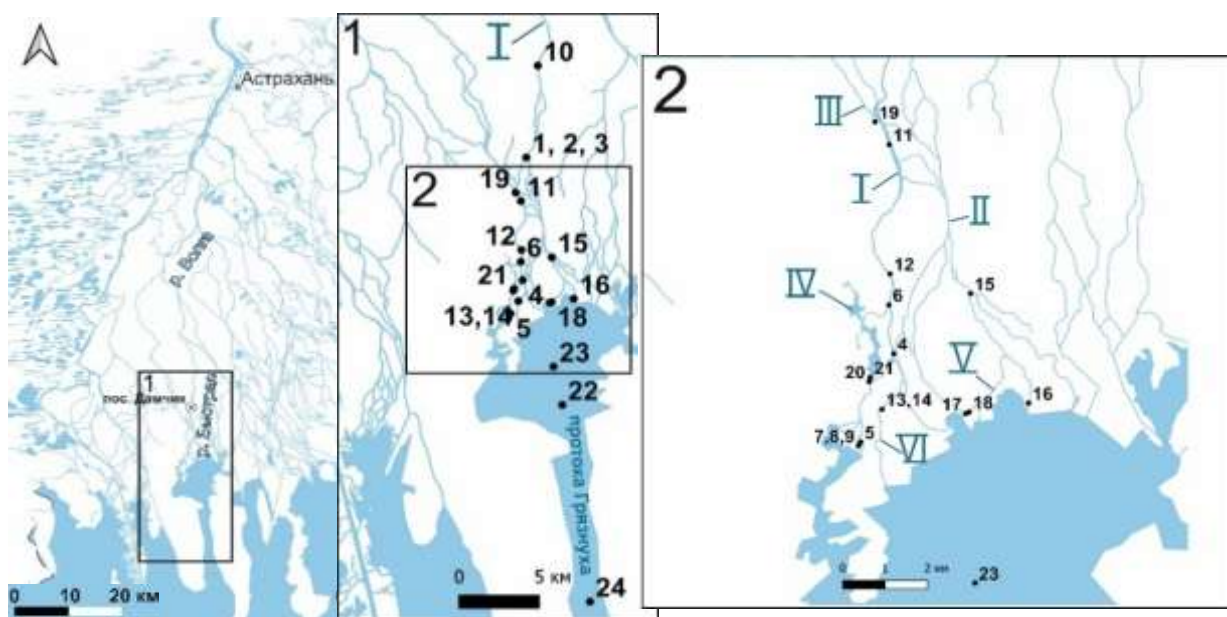 Астрахань
р. Волга
1
пос. Дамчик
р. Быстрая
0 10 20 км
1
I
10
1, 2, 3
2
19
11
12
6
15
21
4
16
13,14
5
18
23
22
протока Грязнуха
0 5 км
24
2
III
19
11
I
II
12
15
IV
6
4
V
20
21
13,14
17
18
16
7,8,9
5
VI
0 1 2 км
23